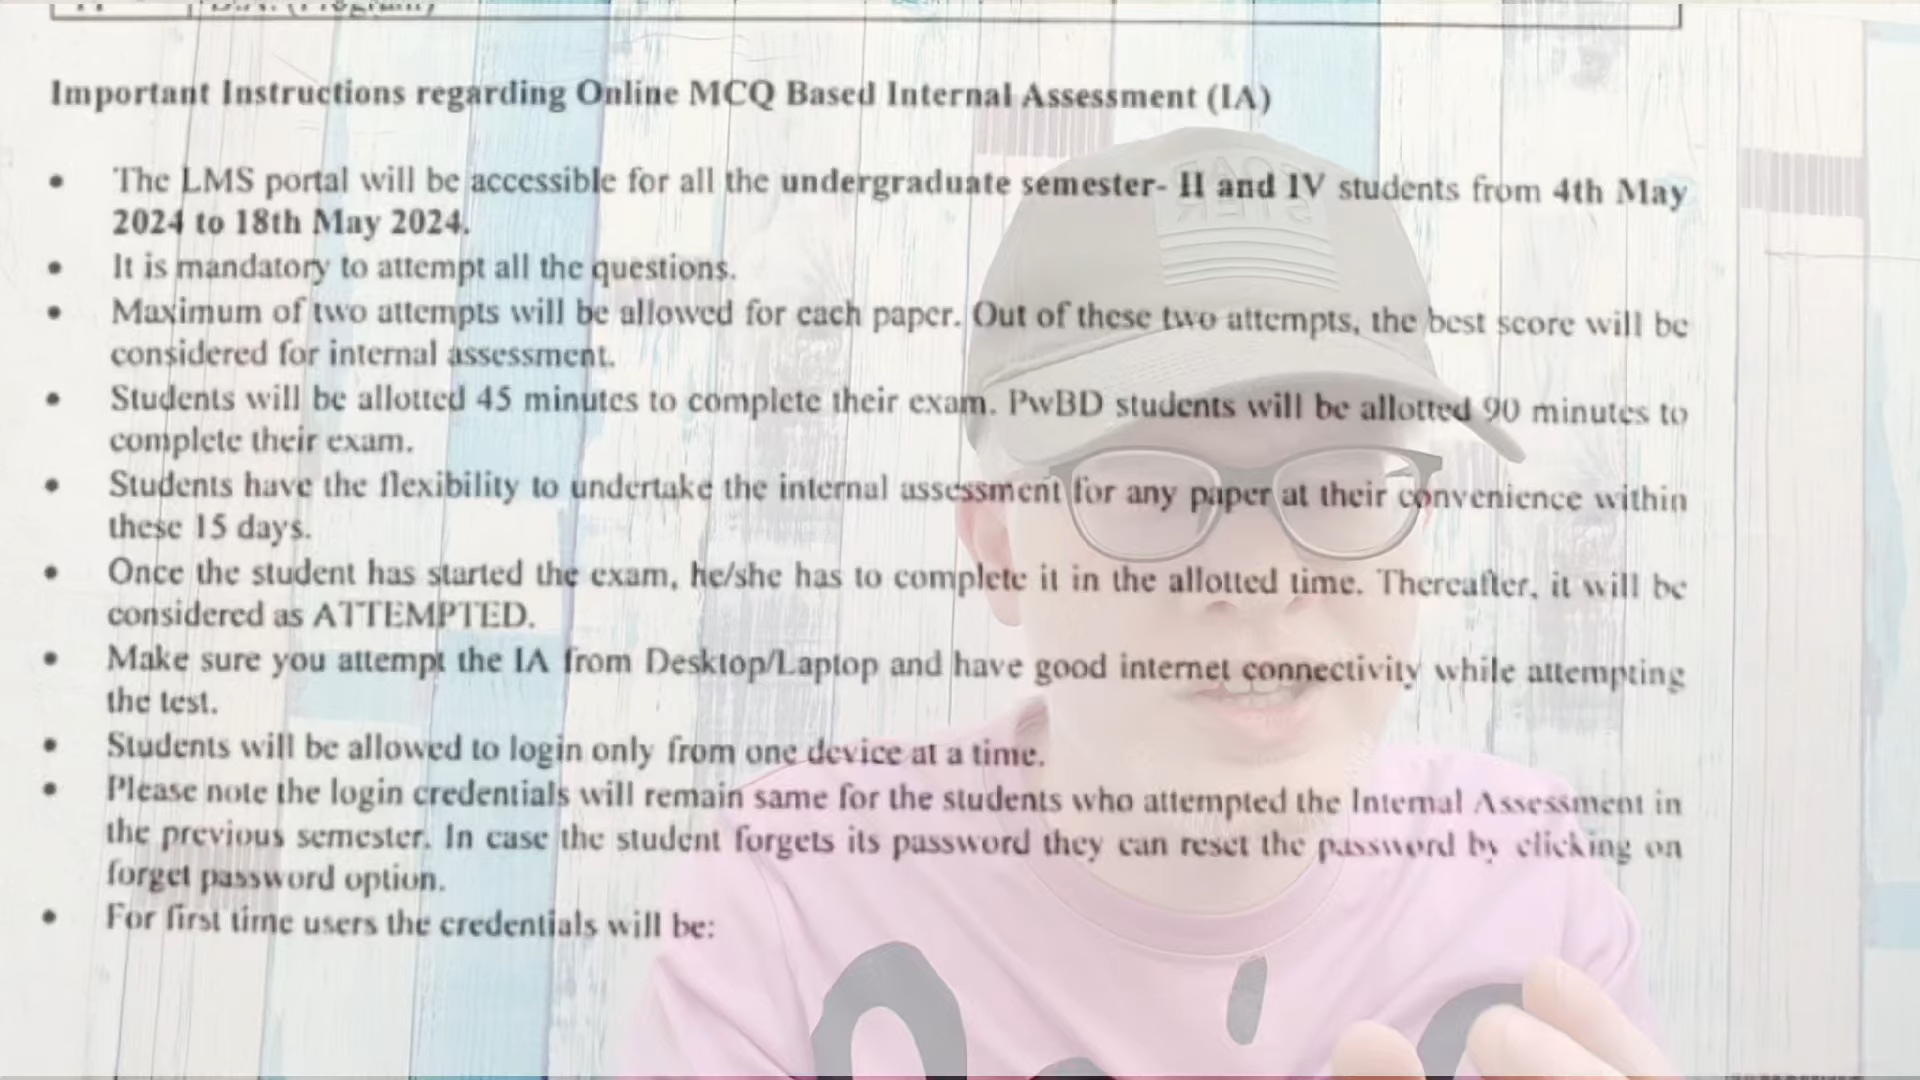 B.A. (Program)
Important Instructions regarding Online MCQ Based Internal Assessment (IA)
• The LMS portal will be accessible for all the undergraduate semester- II and IV students from 4th May
2024 to 18th May 2024.
• It is mandatory to attempt all the questions.
• Maximum of two attempts will be allowed for each paper. Out of these two attempts, the best score will be
considered for internal assessment.
• Students will be allotted 45 minutes to complete their exam. PwBD students will be allotted 90 minutes to
complete their exam.
• Students have the flexibility to undertake the internal assessment for any paper at their convenience within
these 15 days.
• Once the student has started the exam, he/she has to complete it in the allotted time. Thereafter, it will be
considered as ATTEMPTED.
• Make sure you attempt the IA from Desktop/Laptop and have good internet connectivity while attempting
the test.
• Students will be allowed to login only from one device at a time.
• Please note the login credentials will remain same for the students who attempted the Internal Assessment in
the previous semester. In case the student forgets its password they can reset the password by clicking on
forget password option.
• For first time users the credentials will be: